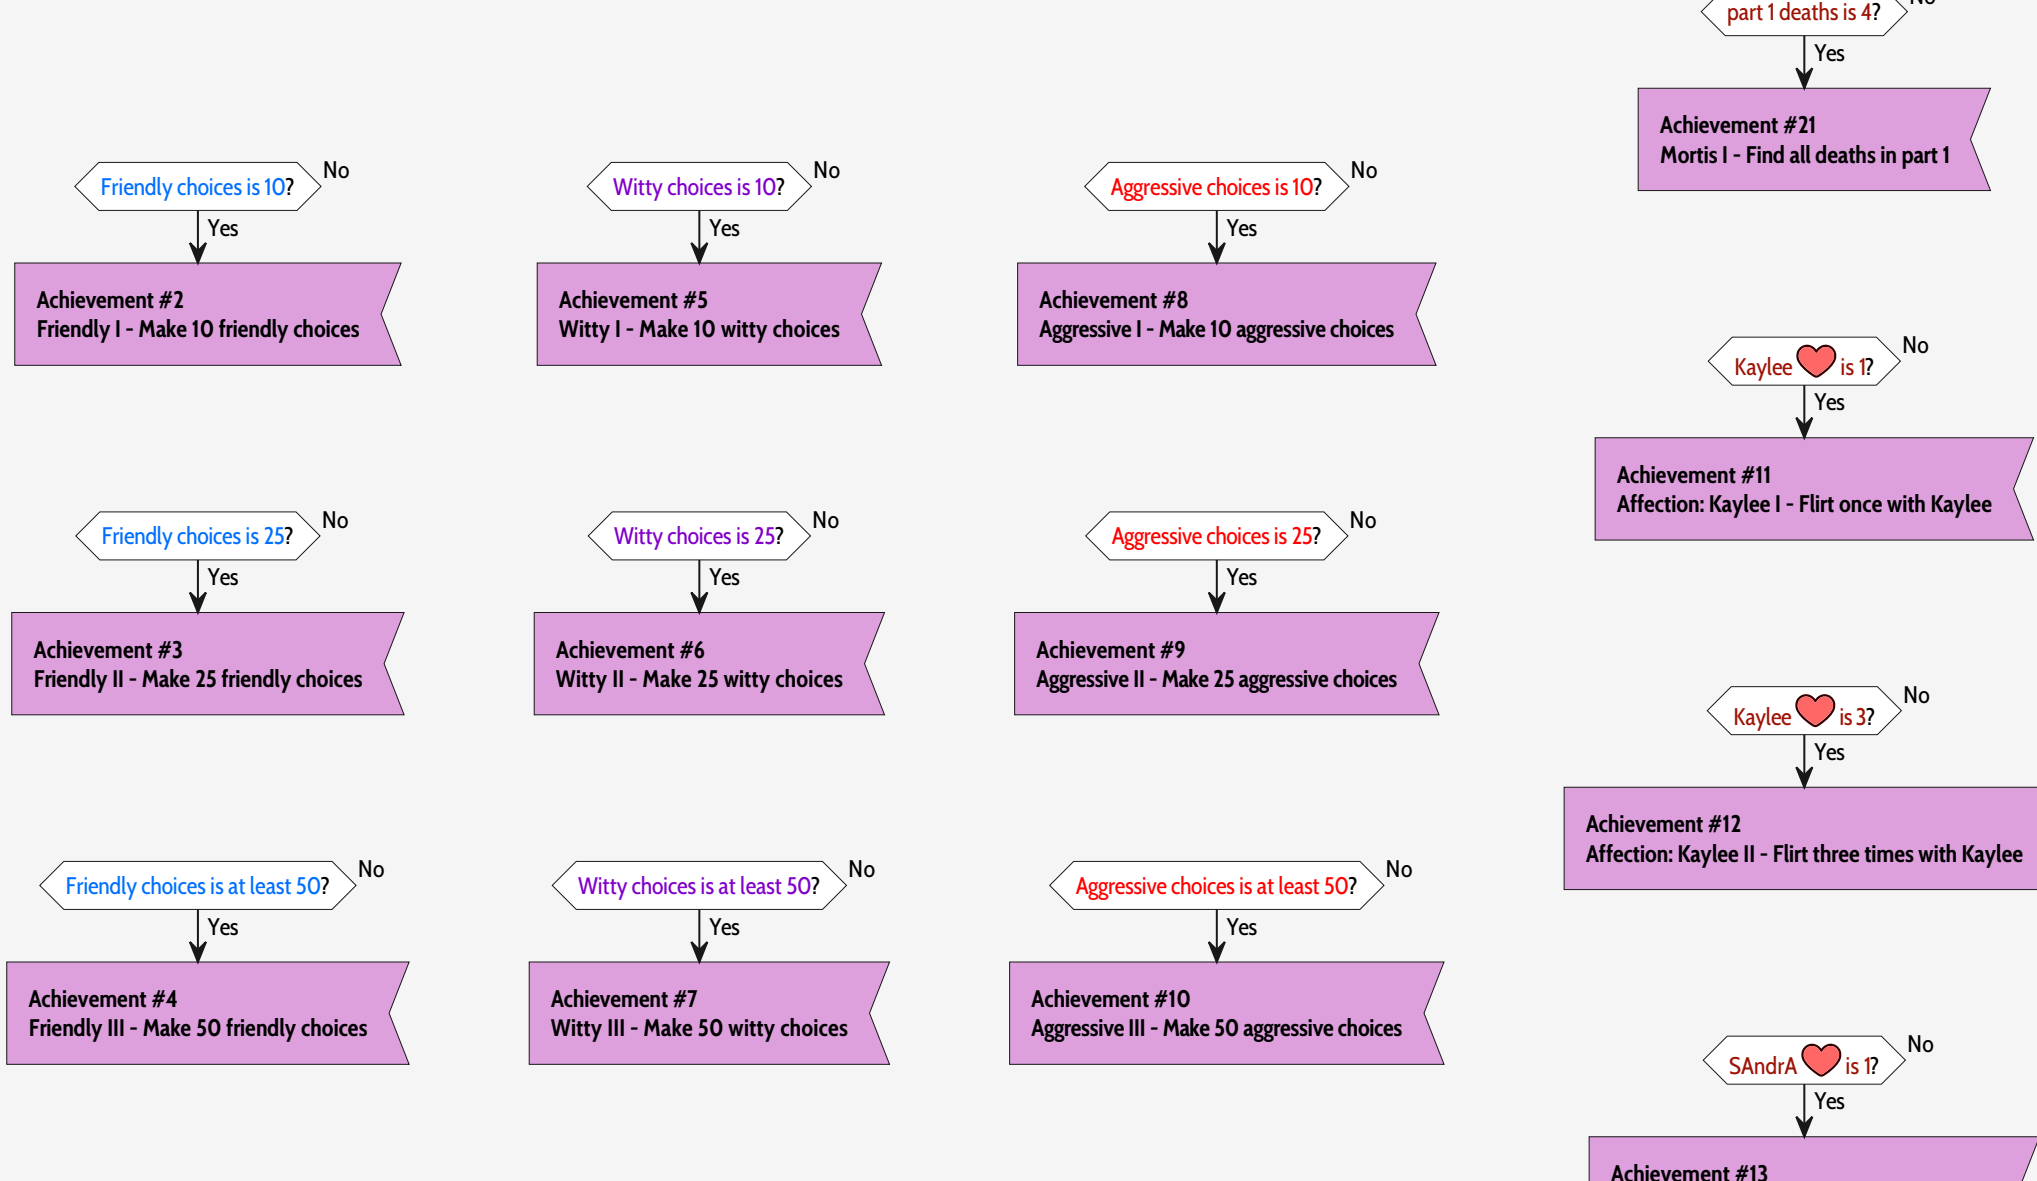 part 1 deaths is 4?
No
Yes
Achievement #21
Mortis I - Find all deaths in part 1
Friendly choices is 10?
No
Yes
Achievement #2
Friendly I - Make 10 friendly choices
Witty choices is 10?
No
Yes
Achievement #5
Witty I - Make 10 witty choices
Aggressive choices is 10?
No
Yes
Achievement #8
Aggressive I - Make 10 aggressive choices
Kaylee is 1?
No
Yes
Achievement #11
Affection: Kaylee I - Flirt once with Kaylee
Friendly choices is 25?
No
Yes
Achievement #3
Friendly II - Make 25 friendly choices
Witty choices is 25?
No
Yes
Achievement #6
Witty II - Make 25 witty choices
Aggressive choices is 25?
No
Yes
Achievement #9
Aggressive II - Make 25 aggressive choices
Kaylee is 3?
No
Yes
Achievement #12
Affection: Kaylee II - Flirt three times with Kaylee
Friendly choices is at least 50?
No
Yes
Achievement #4
Friendly III - Make 50 friendly choices
Witty choices is at least 50?
No
Yes
Achievement #7
Witty III - Make 50 witty choices
Aggressive choices is at least 50?
No
Yes
Achievement #10
Aggressive III - Make 50 aggressive choices
SAndrA is 1?
No
Yes
Achievement #13